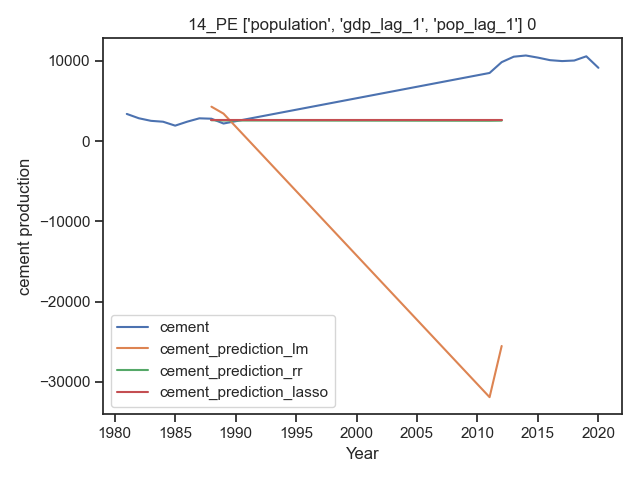 14_PE ['population', 'gdp_lag_1', 'pop_lag_1'] 0
cement production
10000
0
−10000
−20000
−30000
cement
cement_prediction_lm
cement_prediction_rr
cement_prediction_lasso
1980 1985 1990 1995 2000 2005 2010 2015 2020
Year